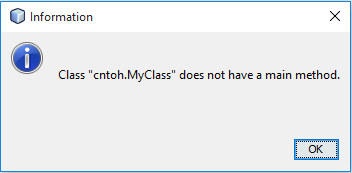 Information
Class "cntoh.MyClass" does not have a main method.
OK